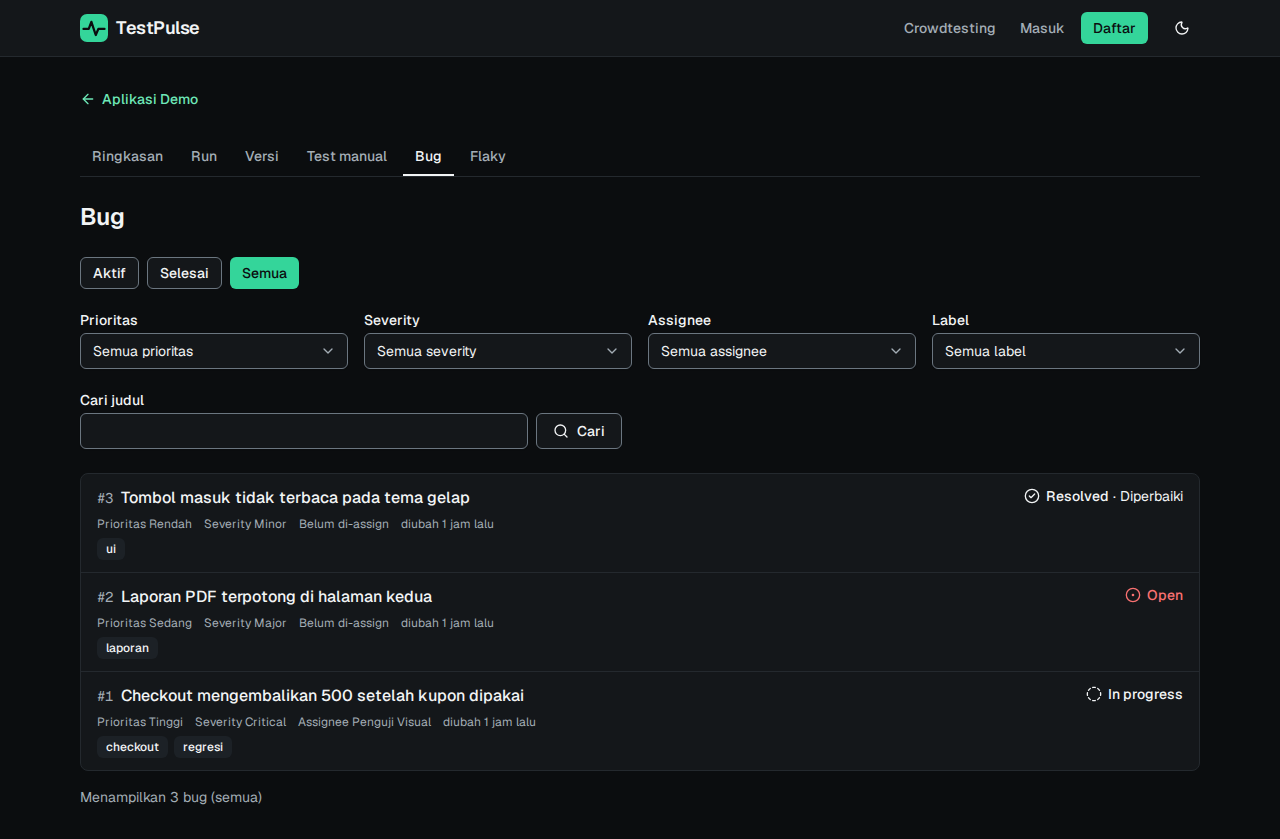 TestPulse
Crowdtesting Masuk Daftar
Aplikasi Demo
Ringkasan Run Versi Test manual Bug Flaky
Bug
Aktif Selesai Semua
Prioritas Severity Assignee Label
Semua prioritas Semua severity Semua assignee Semua label
Cari judul
Cari
#3 Tombol masuk tidak terbaca pada tema gelap Resolved · Diperbaiki
Prioritas Rendah Severity Minor Belum di-assign diubah 1 jam lalu
ui
#2 Laporan PDF terpotong di halaman kedua Open
Prioritas Sedang Severity Major Belum di-assign diubah 1 jam lalu
laporan
#1 Checkout mengembalikan 500 setelah kupon dipakai In progress
Prioritas Tinggi Severity Critical Assignee Penguji Visual diubah 1 jam lalu
checkout regresi
Menampilkan 3 bug (semua)